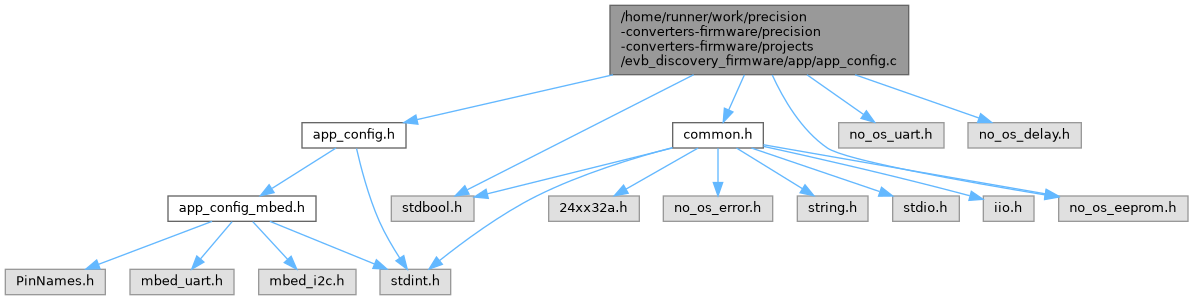 /home/runner/work/precision
-converters-firmware/precision
-converters-firmware/projects
/evb_discovery_firmware/app/app_config.c
app_config.h
common.h
no_os_uart.h
no_os_delay.h
app_config_mbed.h
stdbool.h
24xx32a.h
no_os_error.h
string.h
stdio.h
iio.h
no_os_eeprom.h
PinNames.h
mbed_uart.h
mbed_i2c.h
stdint.h